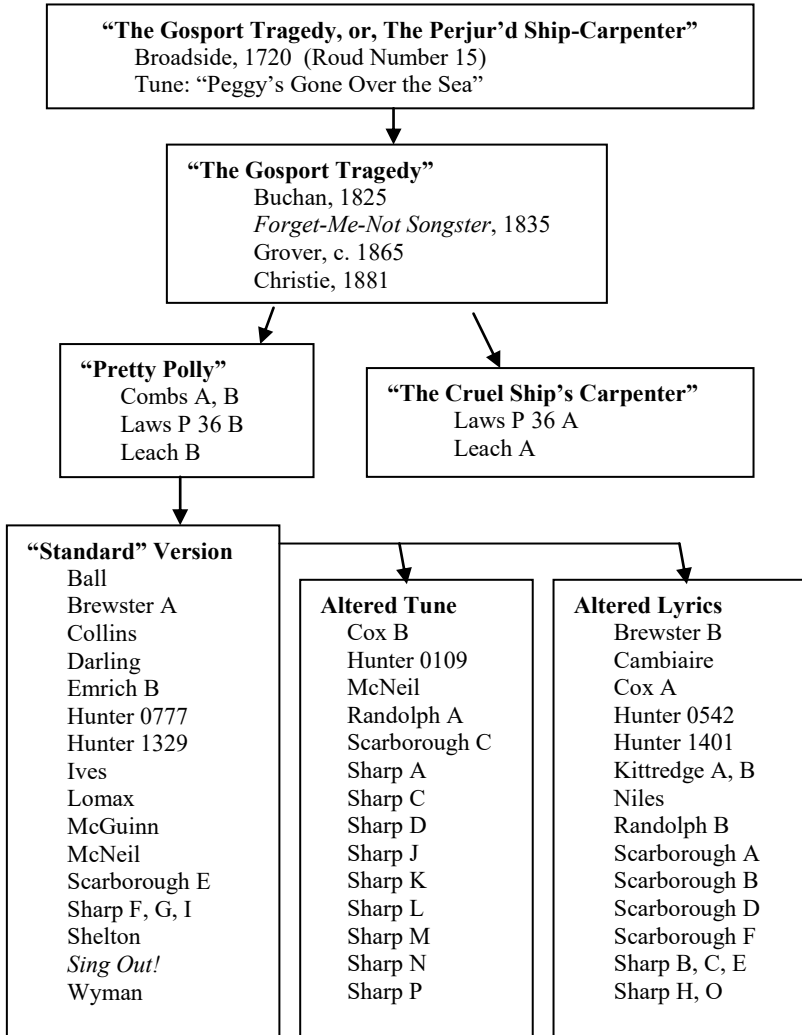 “The Gosport Tragedy, or, The Perjur’d Ship-Carpenter”
Broadside, 1720 (Roud Number 15)
Tune: “Peggy’s Gone Over the Sea”
“The Gosport Tragedy”
Buchan, 1825
Forget-Me-Not Songster, 1835
Grover, c. 1865
Christie, 1881
“Pretty Polly”
Combs A, B
Laws P 36 B
Leach B
“The Cruel Ship’s Carpenter”
Laws P 36 A
Leach A
“Standard” Version
Ball
Brewster A
Collins
Darling
Emrich B
Hunter 0777
Hunter 1329
Ives
Lomax
McGuinn
McNeil
Scarborough E
Sharp F, G, I
Shelton
Sing Out!
Wyman
Altered Tune
Cox B
Hunter 0109
McNeil
Randolph A
Scarborough C
Sharp A
Sharp C
Sharp D
Sharp J
Sharp K
Sharp L
Sharp M
Sharp N
Sharp P
Altered Lyrics
Brewster B
Cambiaire
Cox A
Hunter 0542
Hunter 1401
Kittredge A, B
Niles
Randolph B
Scarborough A
Scarborough B
Scarborough D
Scarborough F
Sharp B, C, E
Sharp H, O